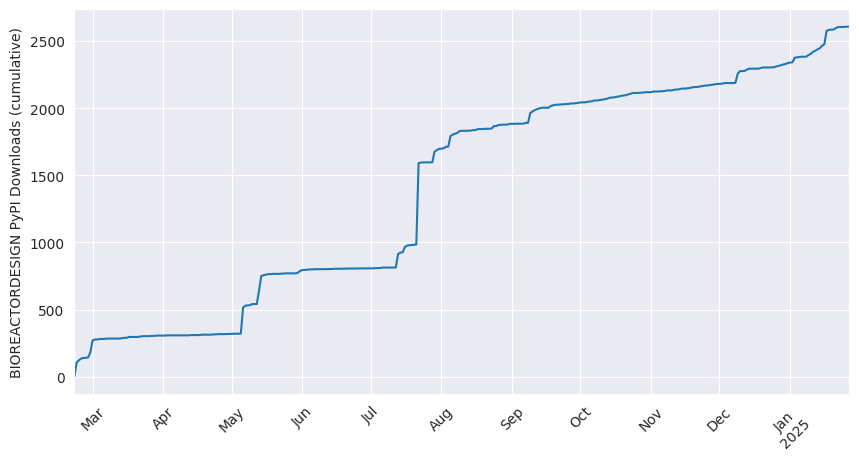 BIOREACTORDESIGN PyPI Downloads (cumulative)
2500
2000
1500
1000
500
0
Mar
Apr
May
Jun
Jul
Aug
Sep
Oct
Nov
Dec
Jan
2025